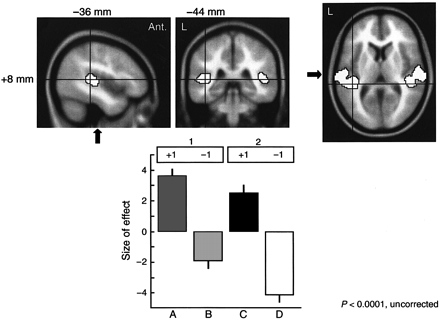 −36 mm
−44 mm
Ant.
L
L
+8 mm
1 2
+1 −1 +1 −1
Size of effect
4
2
0
−2
−4
A B C D
P < 0.0001, uncorrected